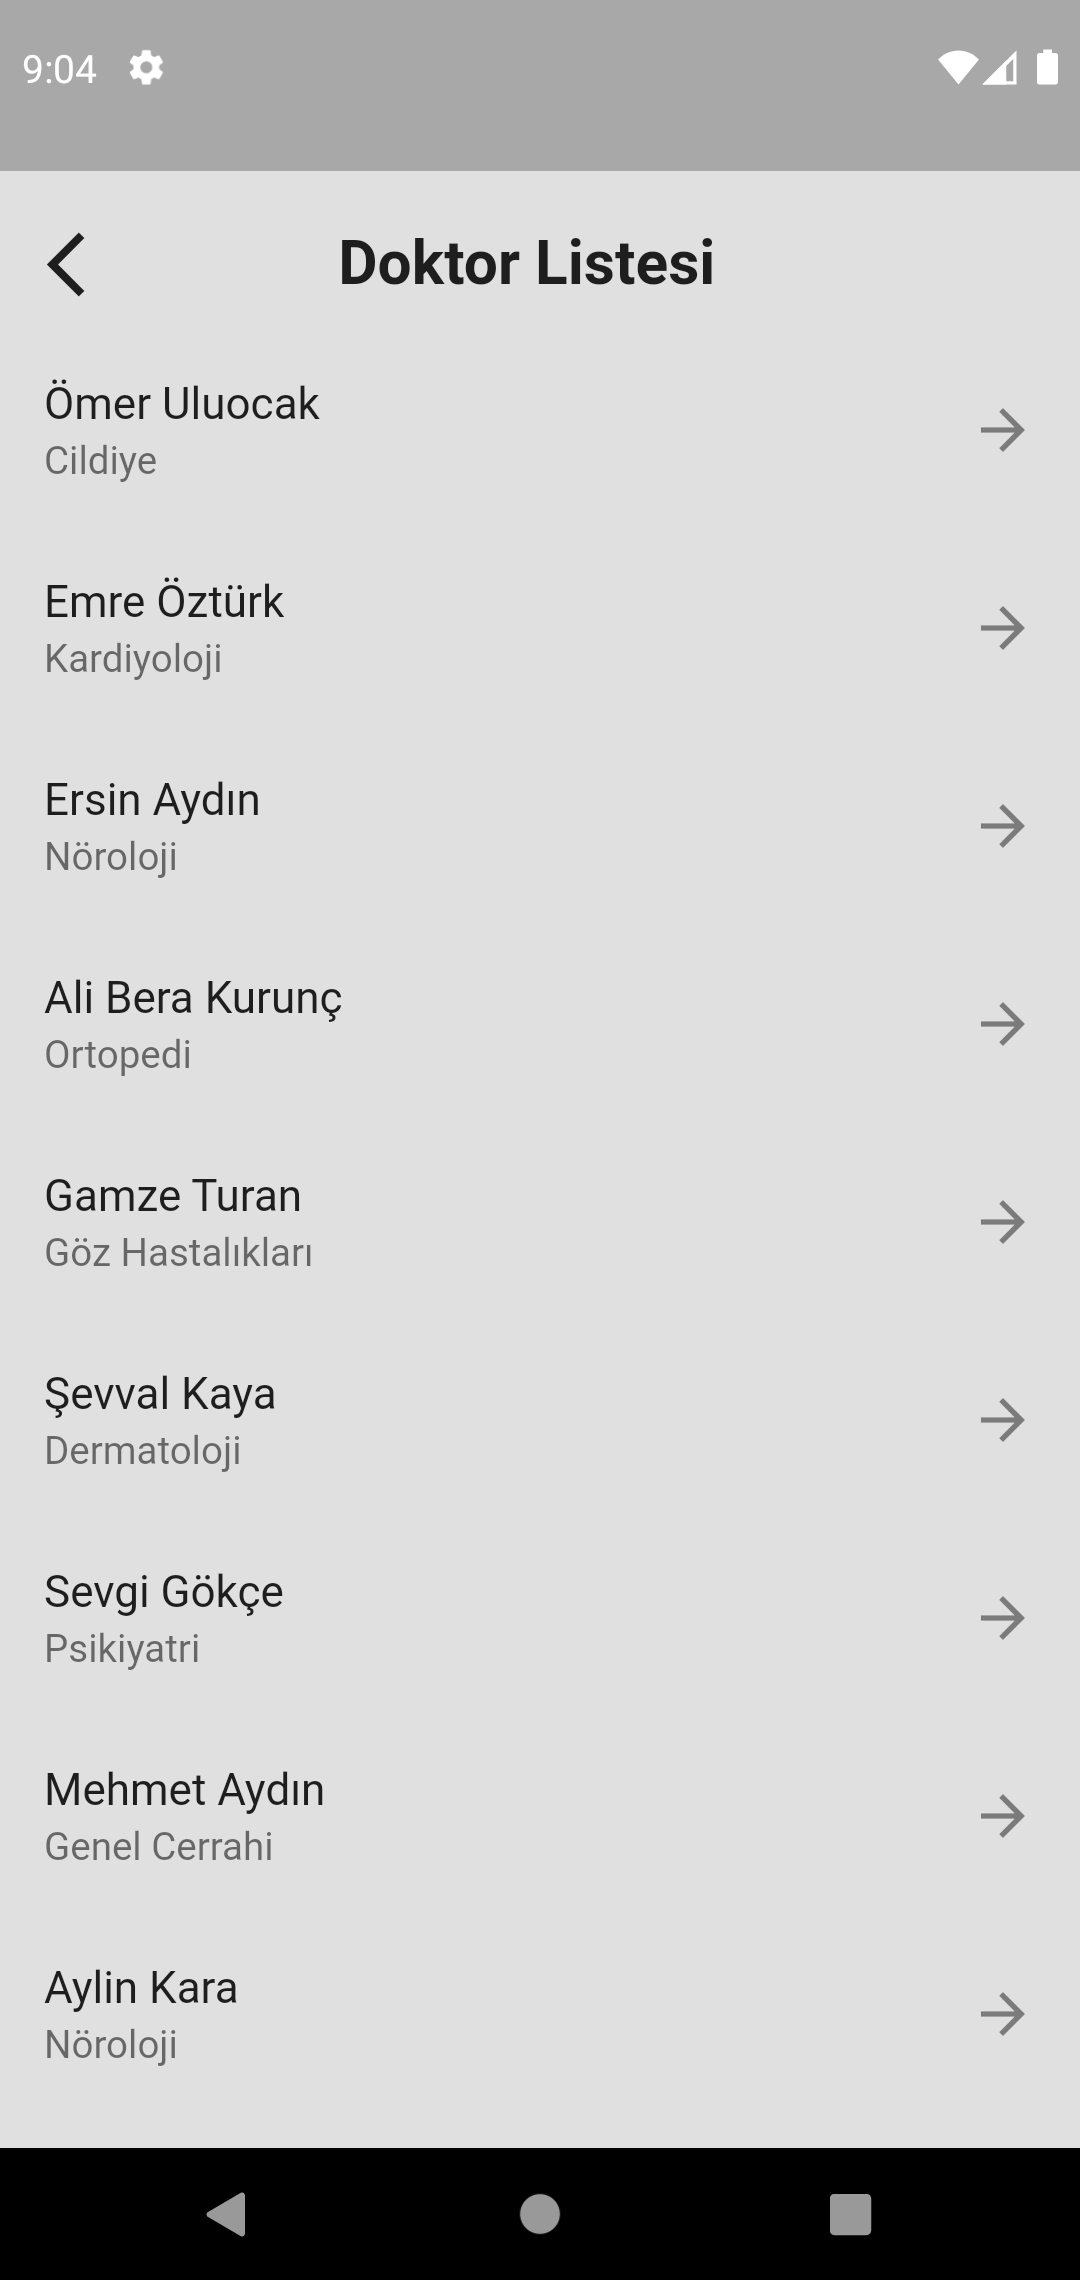 9:04
Doktor Listesi
Ömer Uluocak
Cildiye
Emre Öztürk
Kardiyoloji
Ersin Aydın
Nöroloji
Ali Bera Kurunç
Ortopedi
Gamze Turan
Göz Hastalıkları
Şevval Kaya
Dermatoloji
Sevgi Gökçe
Psikiyatri
Mehmet Aydın
Genel Cerrahi
Aylin Kara
Nöroloji